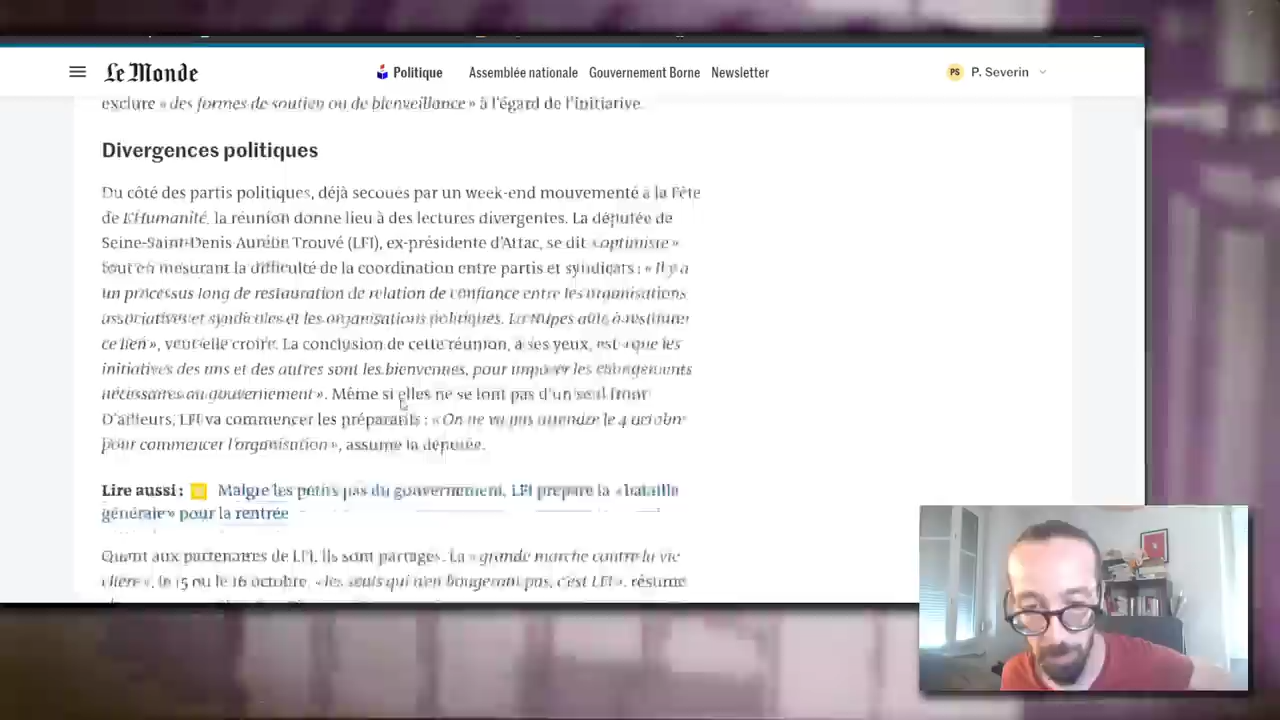 Le Monde
Politique Assemblée nationale Gouvernement Borne Newsletter
PS P. Severin
exclure « des formes de soutien ou de bienveillance » à l'égard de l'initiative.
Divergences politiques
Du côté des partis politiques, déjà secoués par un week-end mouvementé à la Fête
de L'Humanité, la réunion donne lieu à des lectures divergentes. La députée de
Seine-Saint-Denis Aurélie Trouvé (LFI), ex-présidente d'Attac, se dit « optimiste »
tout en mesurant la difficulté de la coordination entre partis et syndicats : « Il y a
un processus long de restauration de relation de confiance entre les organisations
associatives et syndicales et les organisations politiques. La Nupes aide à restituer
ce lien », veut-elle croire. La conclusion de cette réunion, à ses yeux, est « que les
initiatives des uns et des autres sont les bienvenues, pour imposer les changements
nécessaires au gouvernement ». Même si elles ne se font pas d'un seul front
D'ailleurs, LFI va commencer les préparatifs : « On ne va pas attendre le 4 octobre
pour commencer l'organisation », assume la députée.
Lire aussi : Malgré les petits pas du gouvernement, LFI prépare la « bataille
générale » pour la rentrée
Quant aux partenaires de LFI, ils sont partagés. La « grande marche contre la vie
chère », le 15 ou le 16 octobre, « les seuls qui n'en bougeront pas, c'est LFI », résume